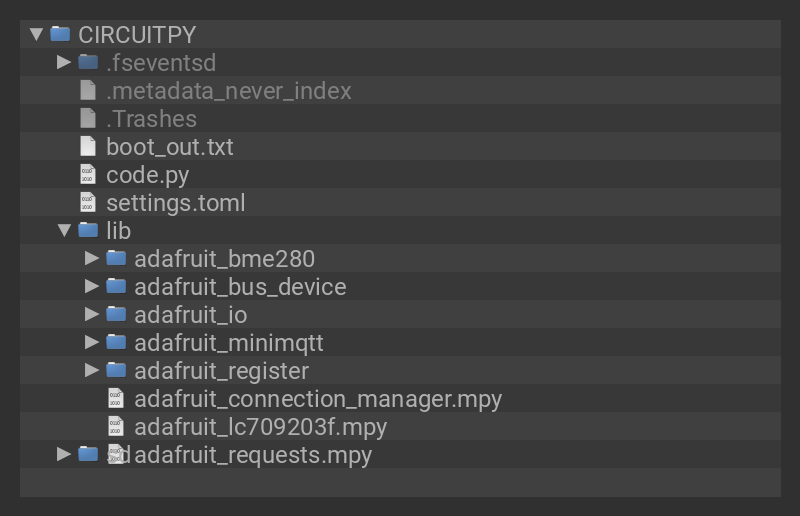 CIRCUITPY
.fseventsd
.metadata_never_index
.Trashes
boot_out.txt
code.py
settings.toml
lib
adafruit_bme280
adafruit_bus_device
adafruit_io
adafruit_minimqtt
adafruit_register
adafruit_connection_manager.mpy
adafruit_lc709203f.mpy
sd adafruit_requests.mpy